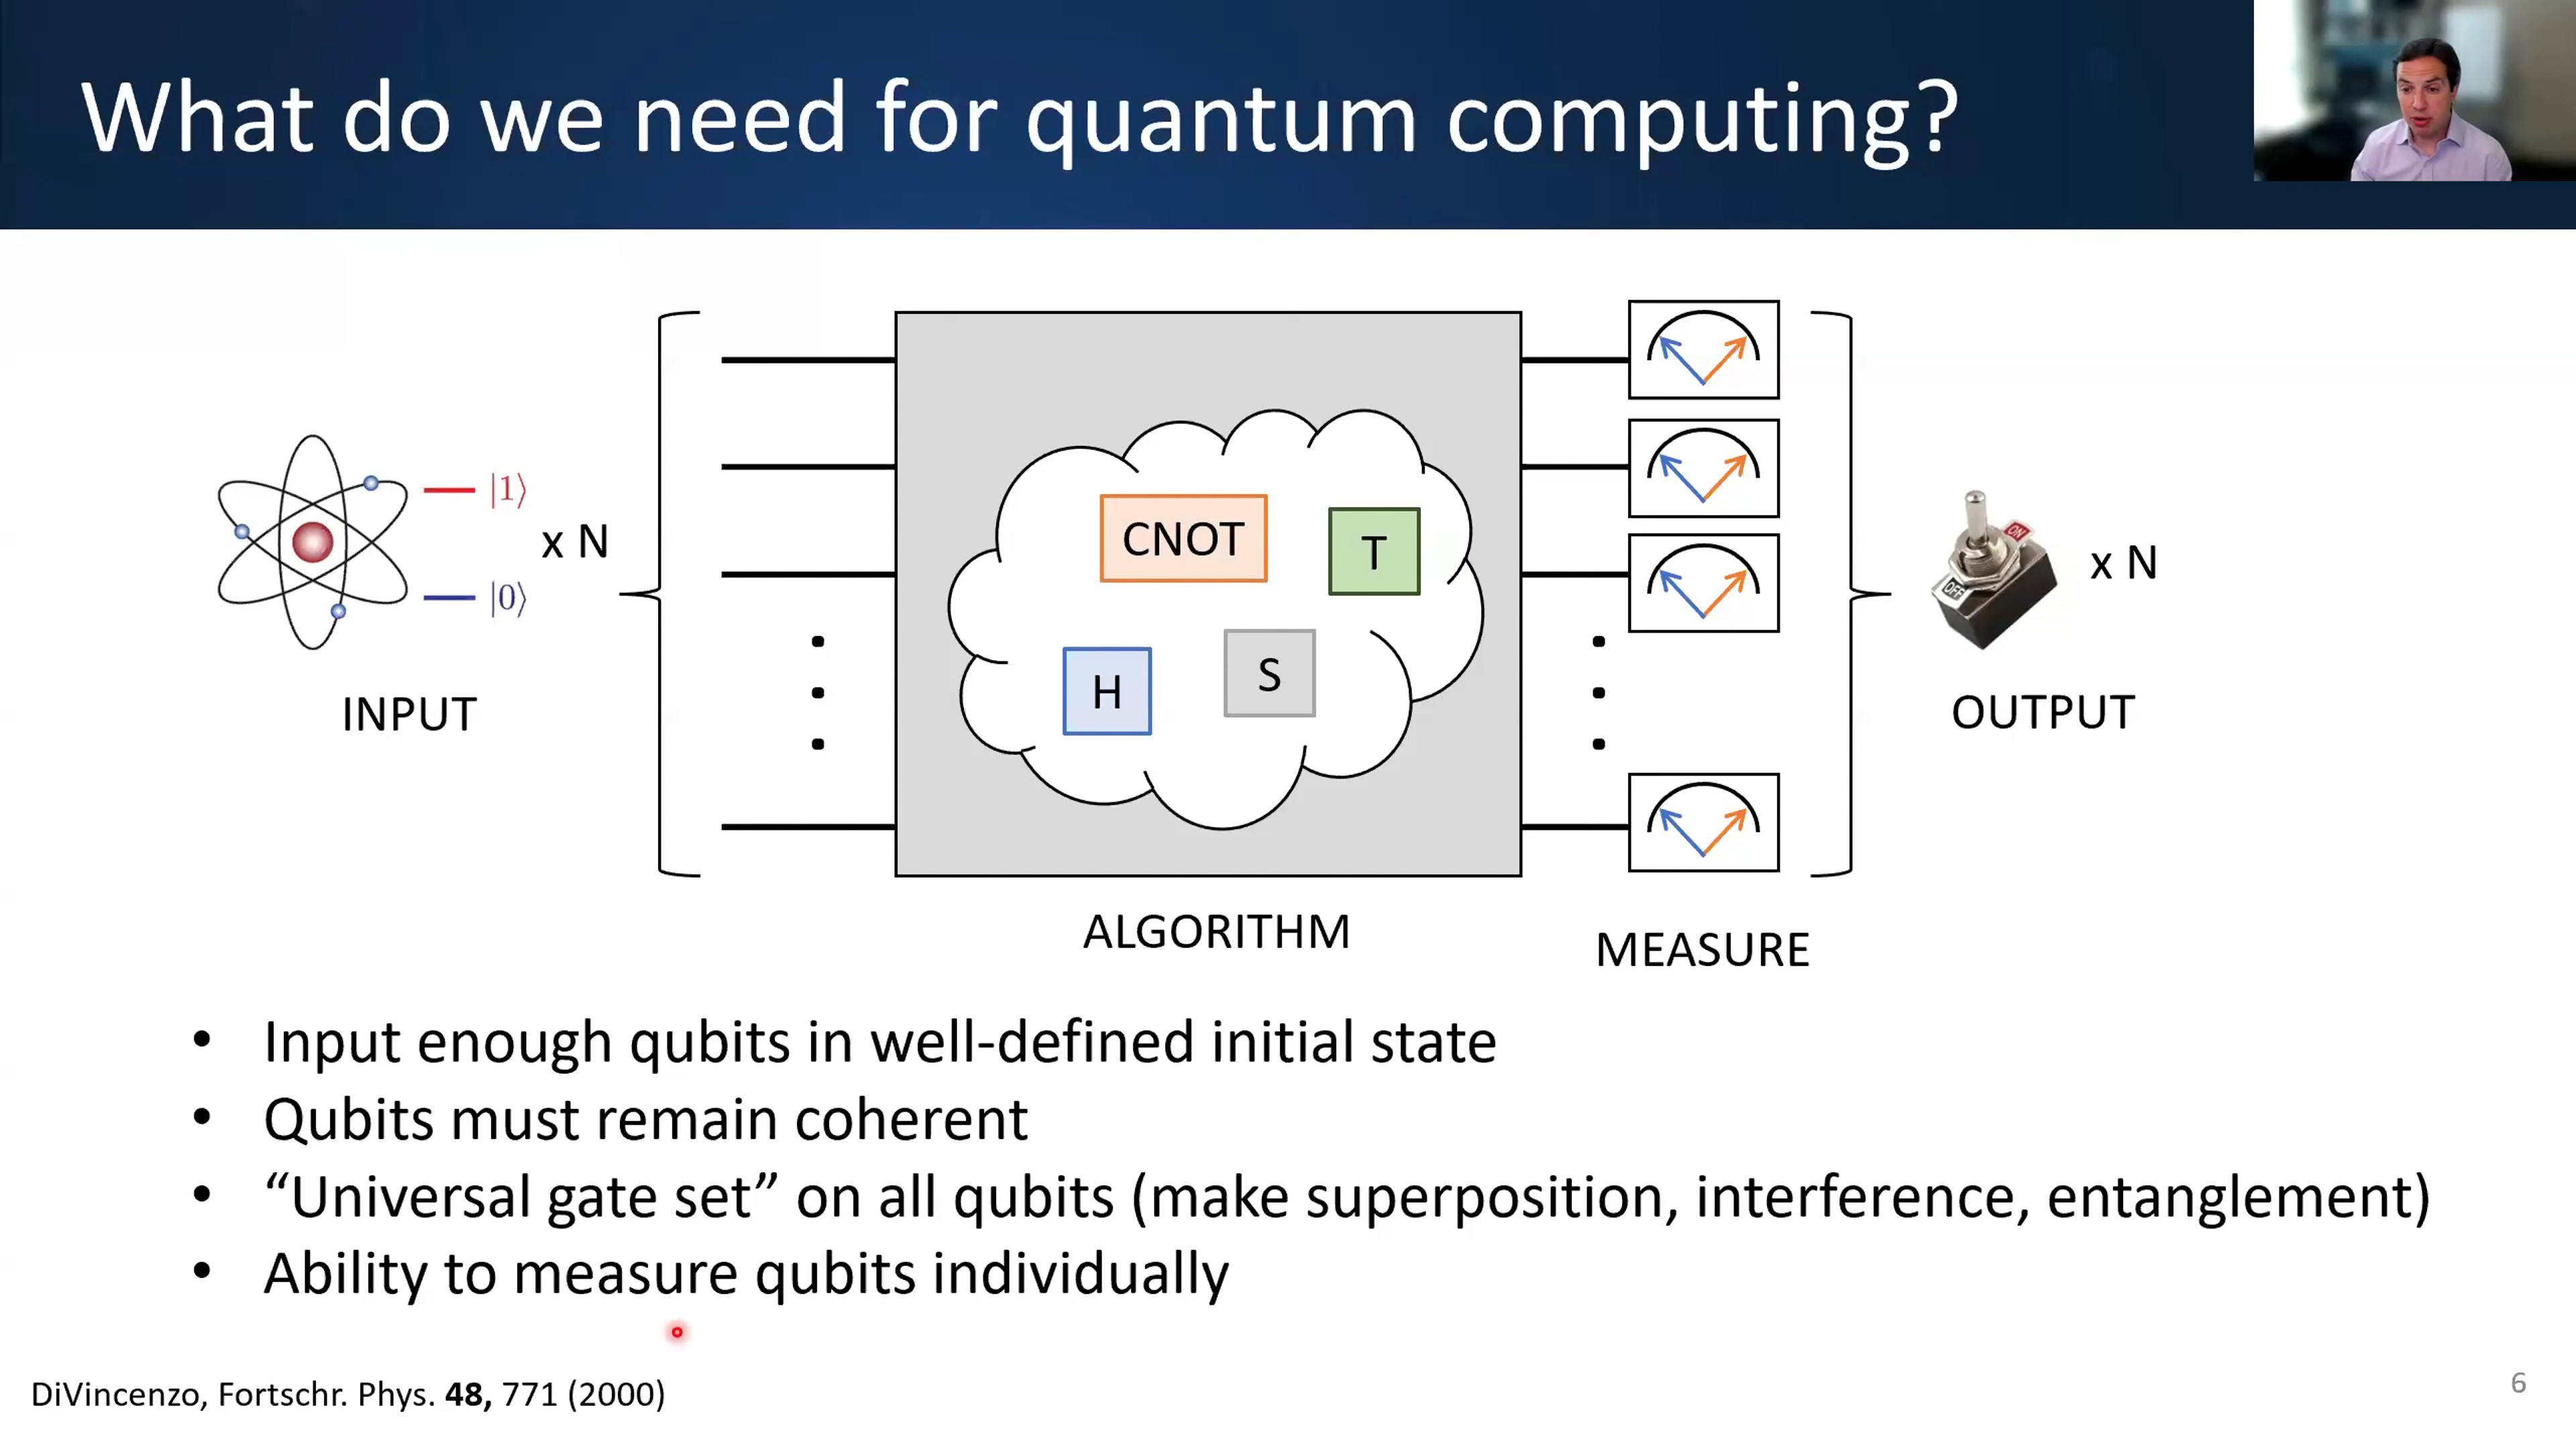 What do we need for quantum computing?
|1⟩
x N
|0⟩
INPUT
CNOT
T
H
S
ALGORITHM
MEASURE
ON
OFF
x N
OUTPUT
• Input enough qubits in well-defined initial state
• Qubits must remain coherent
• “Universal gate set” on all qubits (make superposition, interference, entanglement)
• Ability to measure qubits individually
DiVincenzo, Fortschr. Phys. 48, 771 (2000)
6